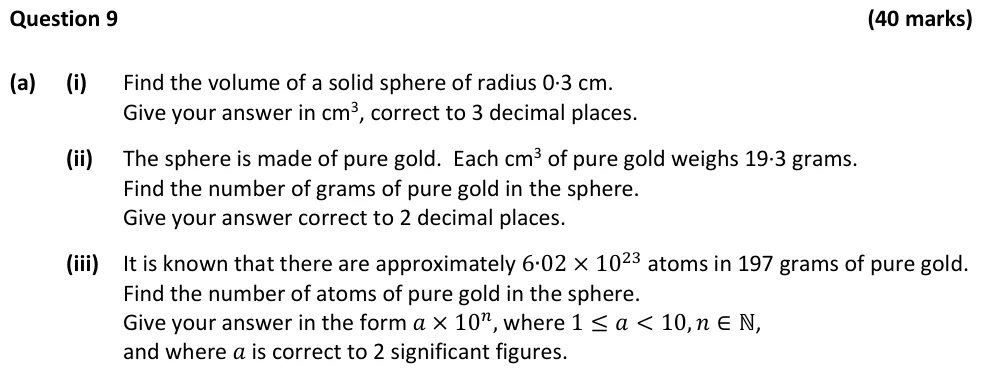 Question 9 (40 marks)
(a) (i) Find the volume of a solid sphere of radius 0·3 cm.
Give your answer in cm³, correct to 3 decimal places.
(ii) The sphere is made of pure gold. Each cm³ of pure gold weighs 19·3 grams.
Find the number of grams of pure gold in the sphere.
Give your answer correct to 2 decimal places.
(iii) It is known that there are approximately 6·02 × 10²³ atoms in 197 grams of pure gold.
Find the number of atoms of pure gold in the sphere.
Give your answer in the form 𝑎 × 10ⁿ, where 1 ≤ 𝑎 < 10, 𝑛 ∈ ℕ,
and where 𝑎 is correct to 2 significant figures.